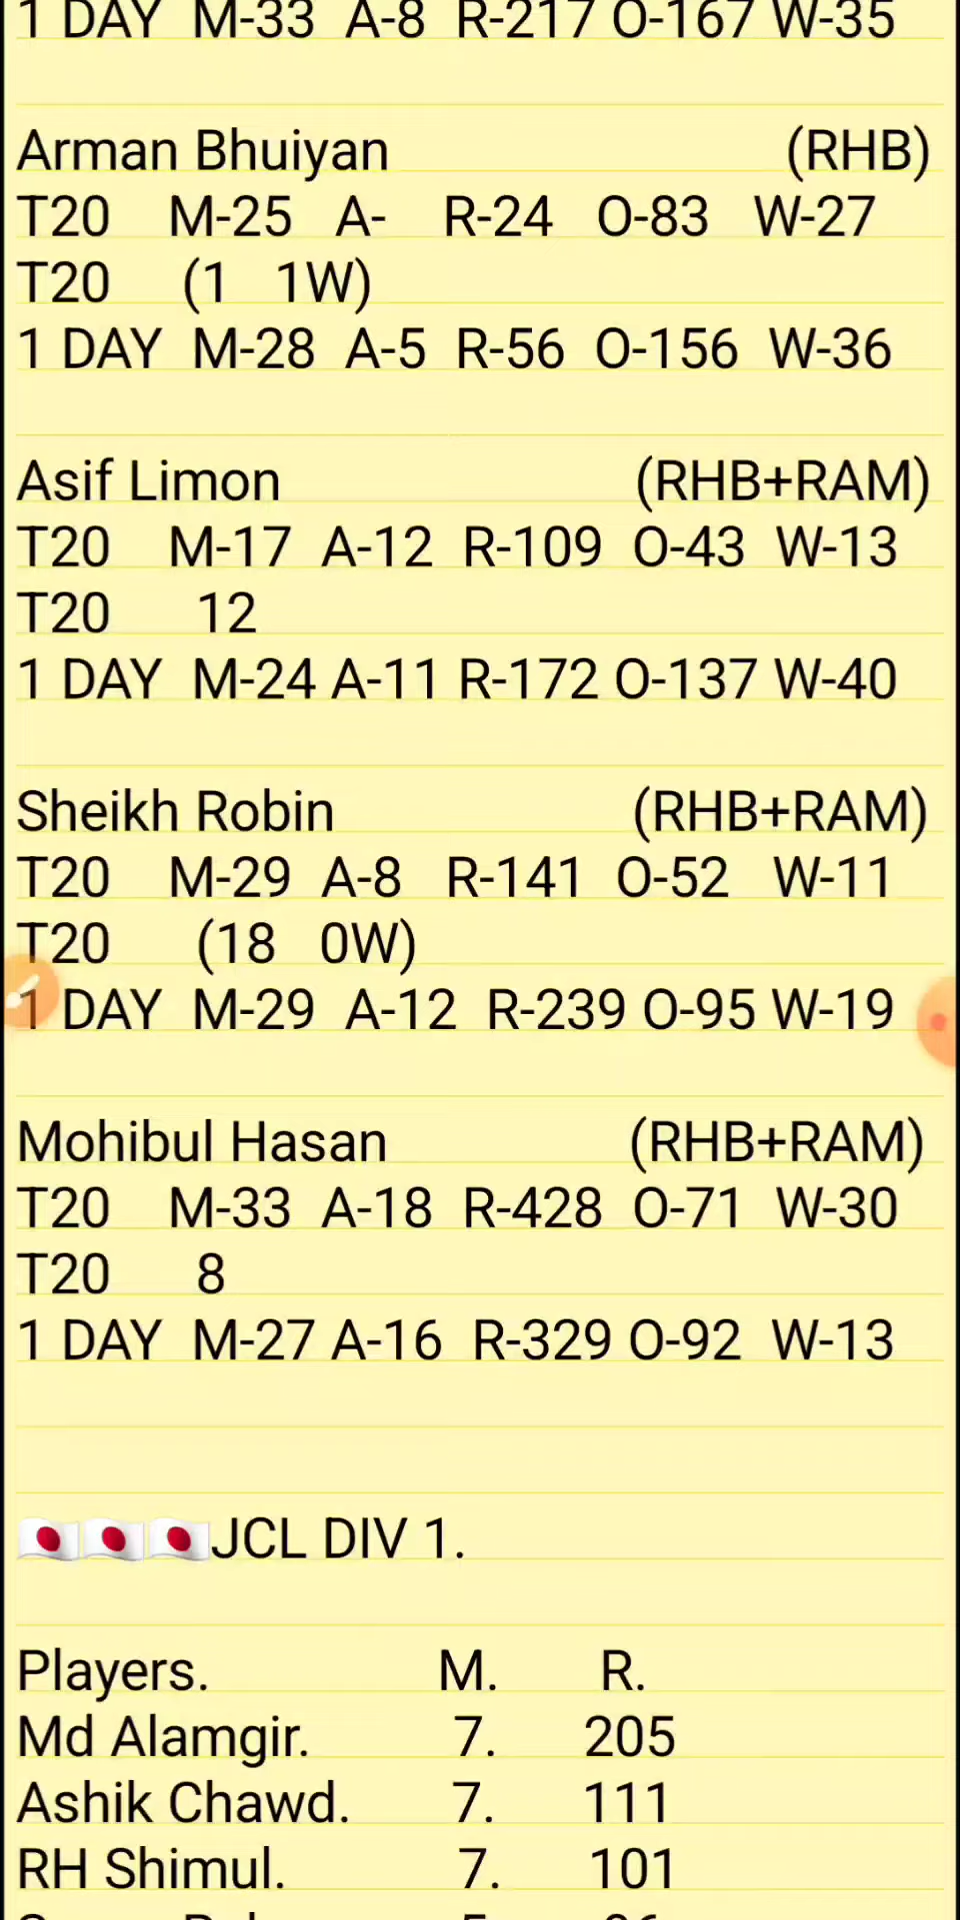 1 DAY M-33 A-8 R-217 O-167 W-35
Arman Bhuiyan (RHB)
T20 M-25 A- R-24 O-83 W-27
T20 (1 1W)
1 DAY M-28 A-5 R-56 O-156 W-36
Asif Limon (RHB+RAM)
T20 M-17 A-12 R-109 O-43 W-13
T20 12
1 DAY M-24 A-11 R-172 O-137 W-40
Sheikh Robin (RHB+RAM)
T20 M-29 A-8 R-141 O-52 W-11
T20 (18 0W)
1 DAY M-29 A-12 R-239 O-95 W-19
Mohibul Hasan (RHB+RAM)
T20 M-33 A-18 R-428 O-71 W-30
T20 8
1 DAY M-27 A-16 R-329 O-92 W-13
🇯🇵🇯🇵🇯🇵JCL DIV 1.
Players. M. R.
Md Alamgir. 7. 205
Ashik Chawd. 7. 111
RH Shimul. 7. 101